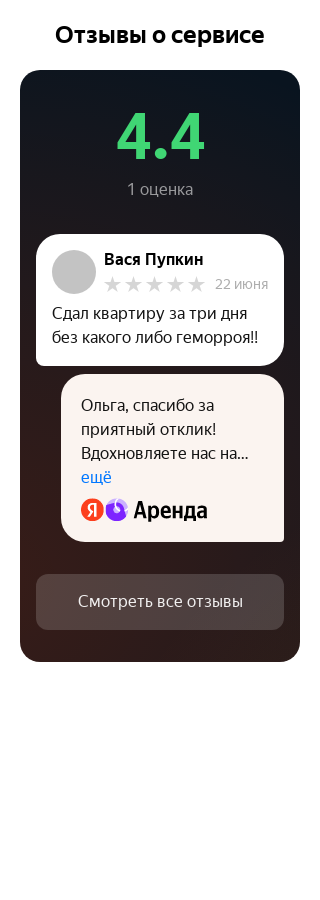 Отзывы о сервисе
4.4
1 оценка
Вася Пупкин
22 июня
Сдал квартиру за три дня
без какого либо геморроя!!
Ольга, спасибо за
приятный отклик!
Вдохновляете нас на...
ещё
Я Аренда
Смотреть все отзывы